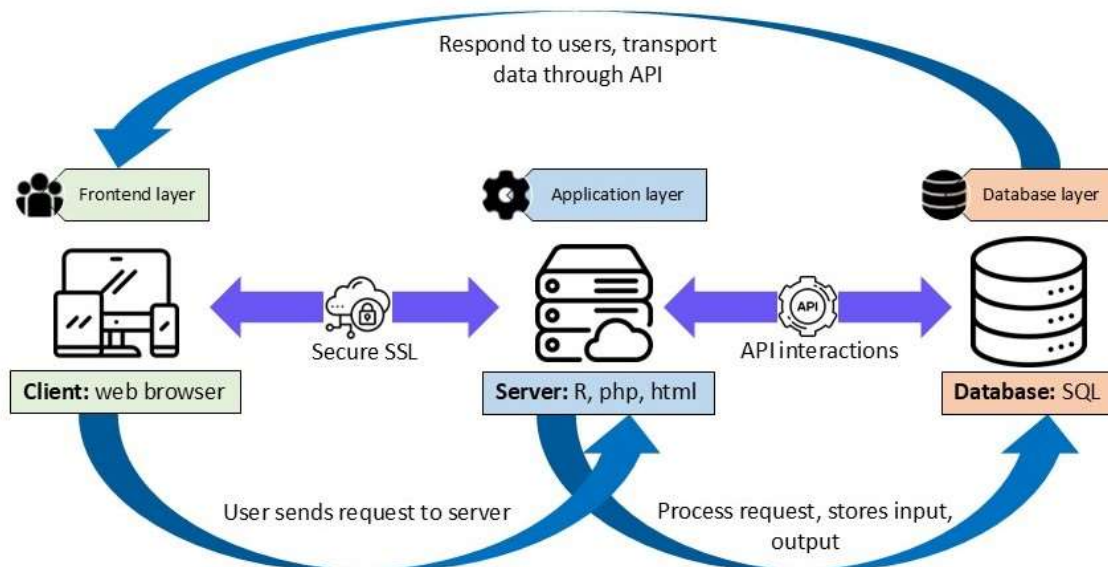 Respond to users, transport
data through API
Frontend layer
Application layer
Database layer
Secure SSL
API
API interactions
Client: web browser
Server: R, php, html
Database: SQL
User sends request to server
Process request, stores input,
output